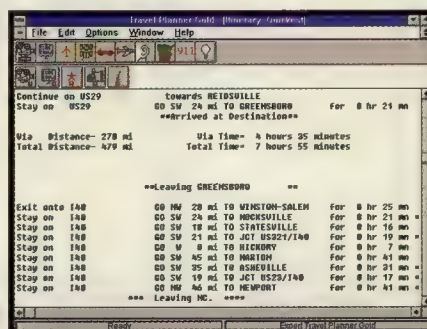 Travel Planner Gold
File Edit Options Window Help
911
Continue on US29 towards REIDSVILLE
Stay on US29 GO SW 24 mi TO GREENSBORO For 0 hr 21 mn
**Arrived at Destination**
Via Distance- 270 mi Via Time= 4 hours 35 minutes
Total Distance- 479 mi Total Time= 7 hours 55 minutes
**Leaving GREENSBORO **
Exit onto I40 GO NW 28 mi TO WINSTON-SALEM For 0 hr 25 mn
Stay on I40 GO SW 24 mi TO MOCKSVILLE For 0 hr 21 mn =
Stay on I40 GO SW 18 mi TO STATESVILLE For 0 hr 16 mn
Stay on I40 GO SW 21 mi TO JCT US321/I40 For 0 hr 19 mn =
Stay on I40 GO W 8 mi TO HICKORY For 0 hr 7 mn
Stay on I40 GO SW 45 mi TO MARION For 0 hr 41 mn
Stay on I40 GO SW 35 mi TO ASHEVILLE For 0 hr 31 mn =
Stay on I40 GO SW 19 mi TO JCT US23/I40 For 0 hr 17 mn =
Stay on I40 GO NW 46 mi TO NEWPORT For 0 hr 41 mn =
*** Leaving NC. ****
Ready Expert Travel Planner Gold